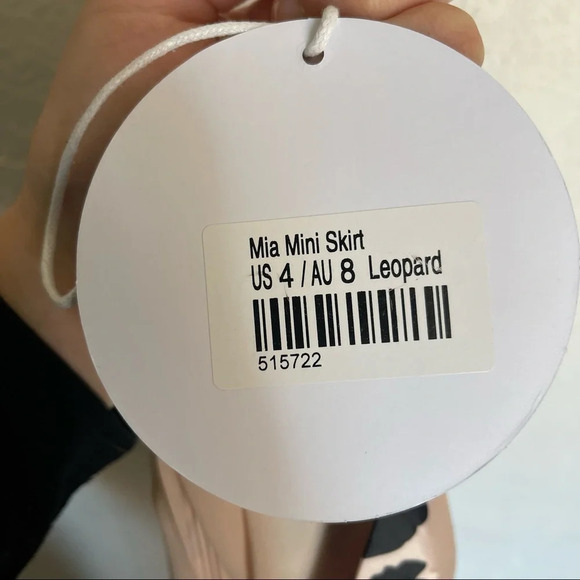 Mia Mini Skirt
US 4 / AU 8 Leopard
515722